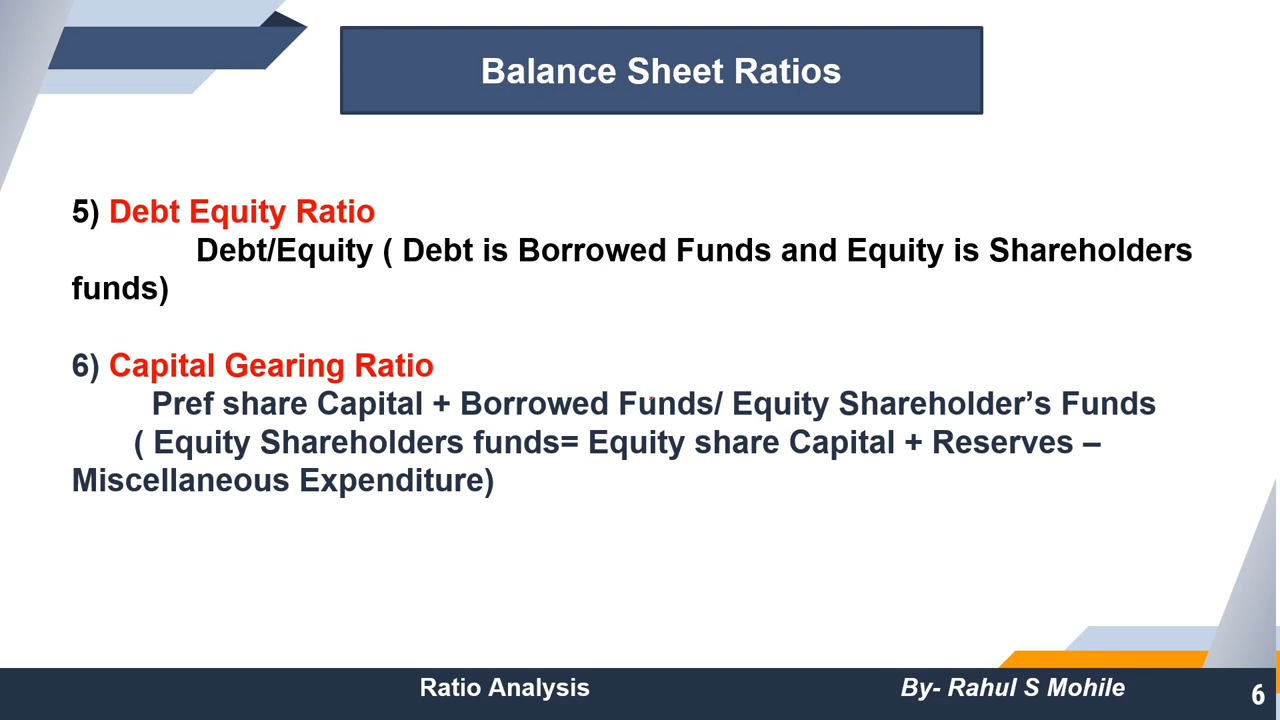 Balance Sheet Ratios
5) Debt Equity Ratio
Debt/Equity ( Debt is Borrowed Funds and Equity is Shareholders
funds)
6) Capital Gearing Ratio
Pref share Capital + Borrowed Funds/ Equity Shareholder’s Funds
( Equity Shareholders funds= Equity share Capital + Reserves –
Miscellaneous Expenditure)
Ratio Analysis
By- Rahul S Mohile
6